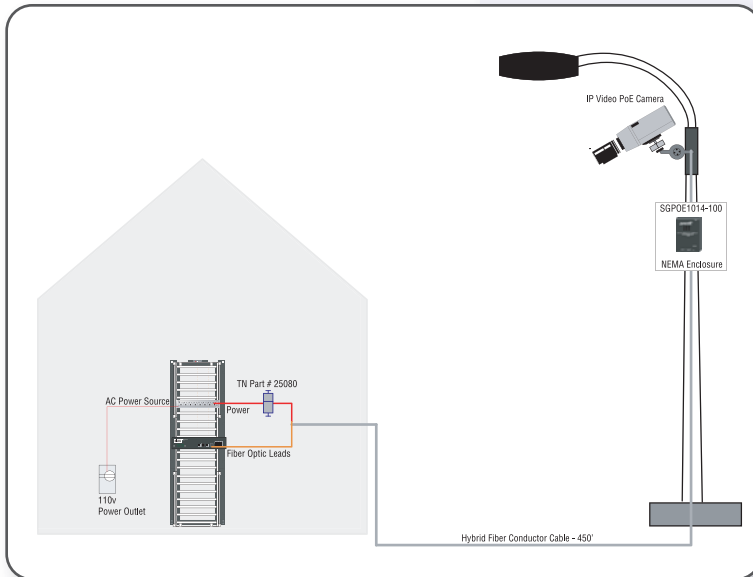 IP Video PoE Camera
SGPOE1014-100
NEMA Enclosure
TN Part # 25080
AC Power Source
Power
Fiber Optic Leads
110v
Power Outlet
Hybrid Fiber Conductor Cable - 450'